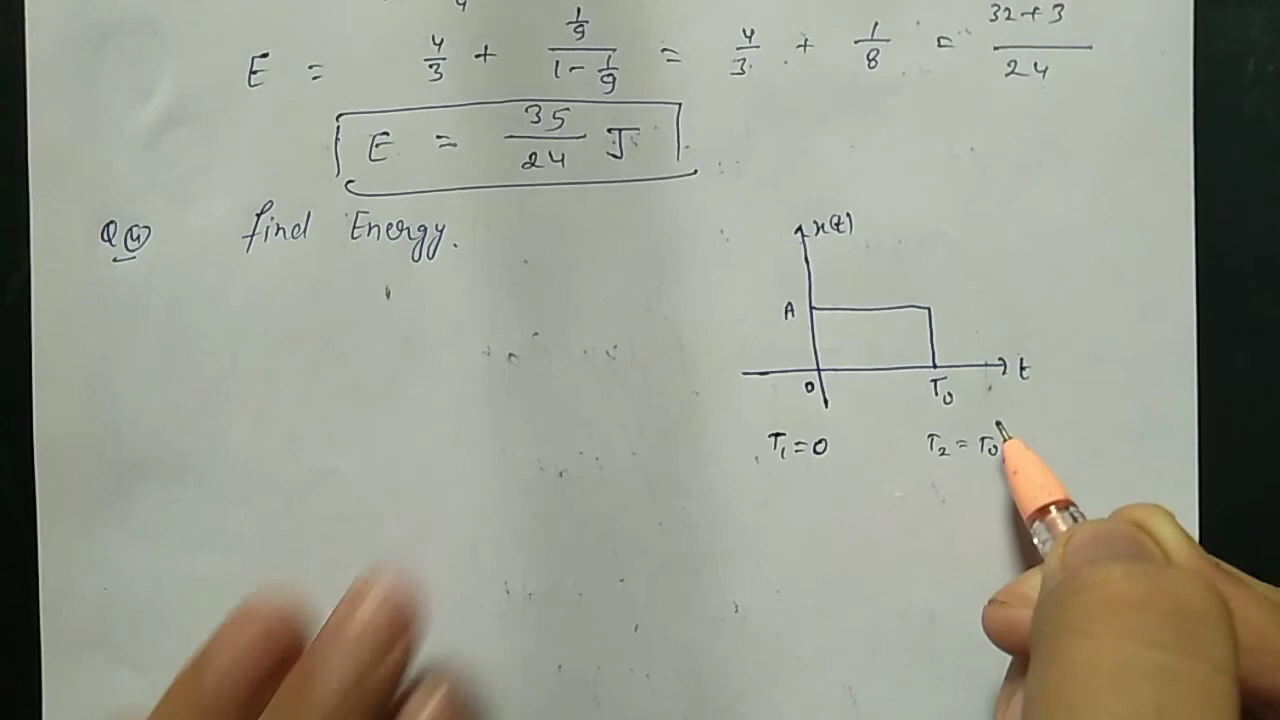 E = 4/3 + (1/9)/(1 - 1/9) = 4/3 + 1/8 = (32+3)/24
E = 35/24 J
Q(4) find Energy.
x(t)
A
0 T₀ t
T₁ = 0 T₂ = T₀